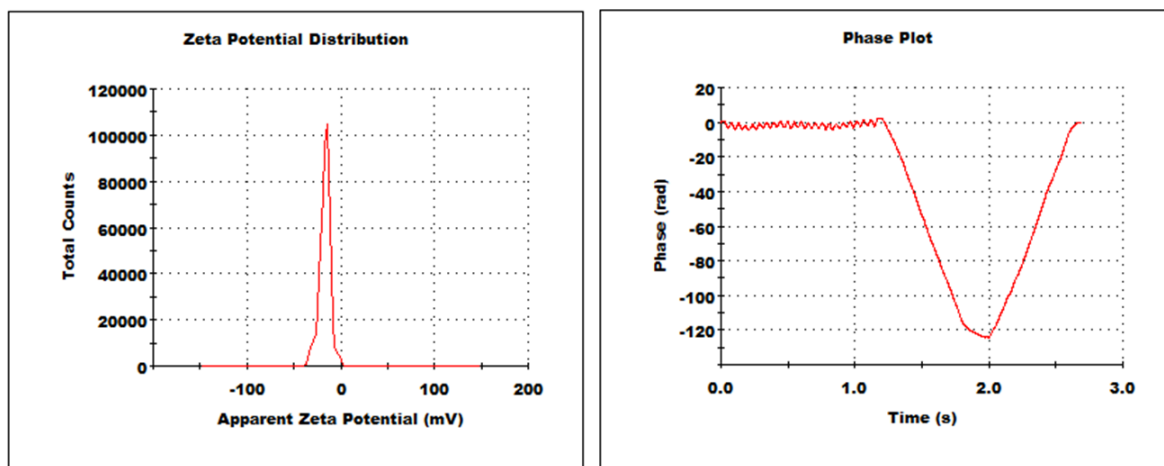 Zeta Potential Distribution
Total Counts
120000
100000
80000
60000
40000
20000
0
-100 0 100 200
Apparent Zeta Potential (mV)
Phase Plot
Phase (rad)
20
0
-20
-40
-60
-80
-100
-120
0.0 1.0 2.0 3.0
Time (s)